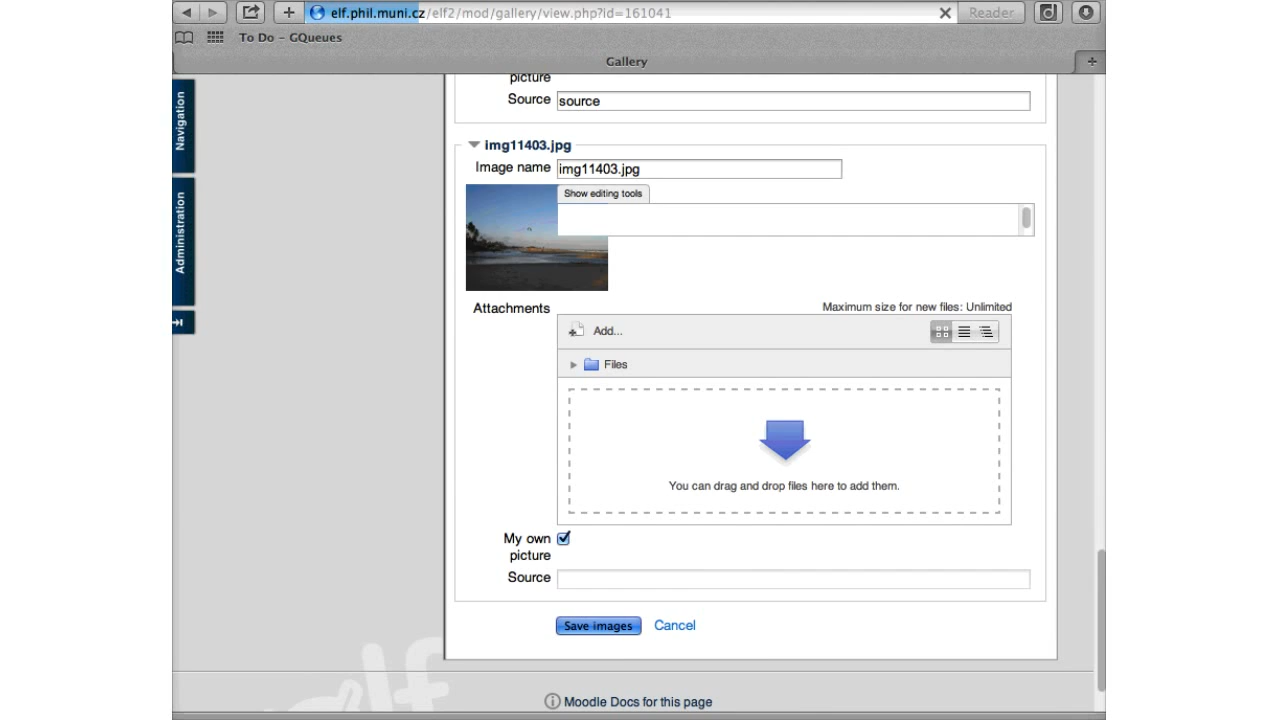 elf.phil.muni.cz/elf2/mod/gallery/view.php?id=161041
Reader
To Do – GQueues
Gallery
Navigation
Administration
picture
Source source
img11403.jpg
Image name img11403.jpg
Show editing tools
Attachments Maximum size for new files: Unlimited
Add...
Files
You can drag and drop files here to add them.
My own
picture
Source
Save images Cancel
elf
Moodle Docs for this page